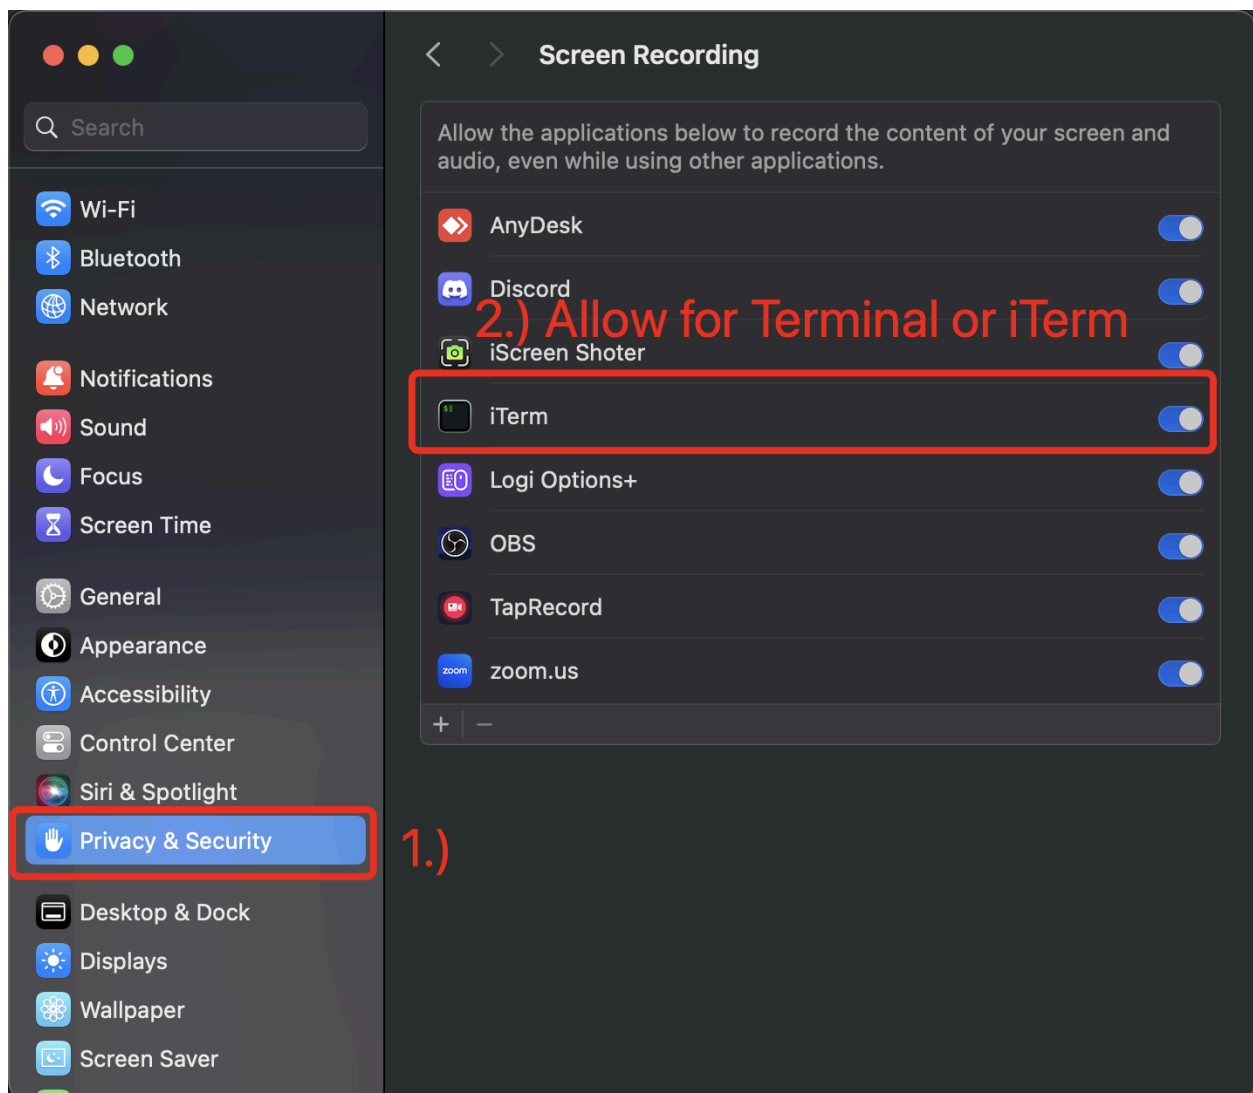 Search
Wi-Fi
Bluetooth
Network
Notifications
Sound
Focus
Screen Time
General
Appearance
Accessibility
Control Center
Siri & Spotlight
Privacy & Security
Desktop & Dock
Displays
Wallpaper
Screen Saver
1.)
Screen Recording
Allow the applications below to record the content of your screen and
audio, even while using other applications.
AnyDesk
Discord
2.) Allow for Terminal or iTerm
iScreen Shoter
iTerm
Logi Options+
OBS
TapRecord
zoom
zoom.us